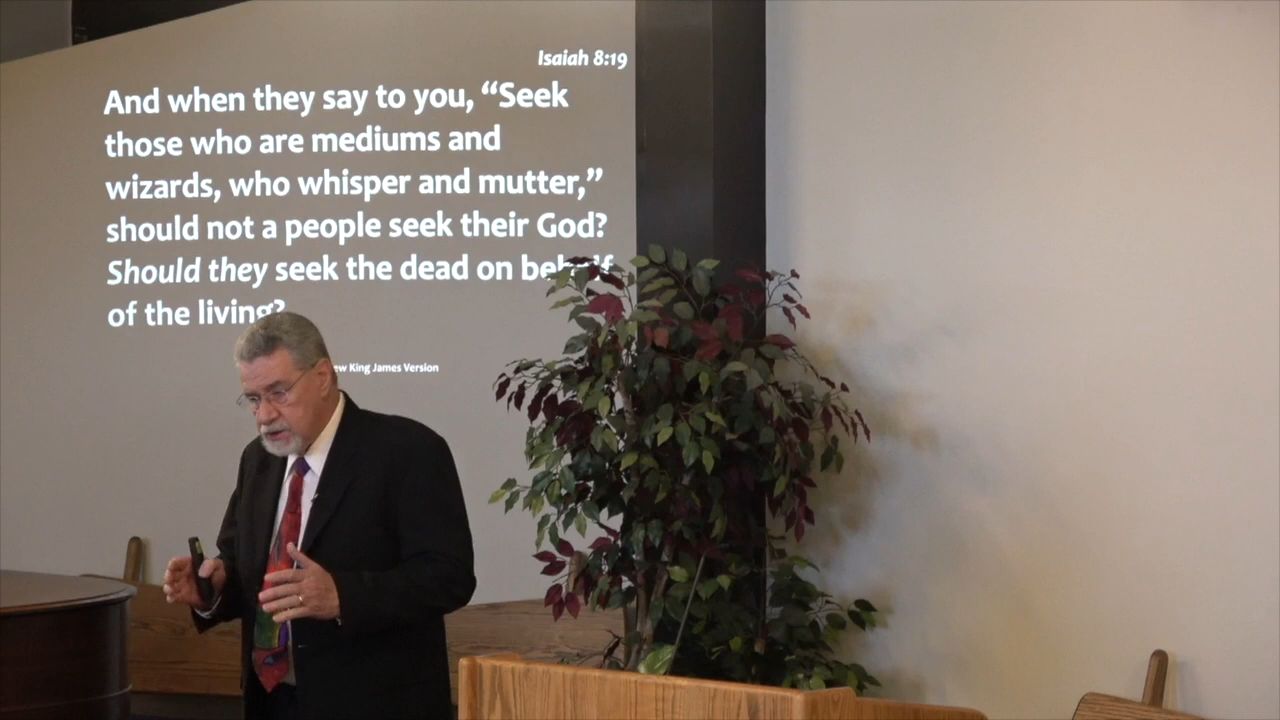 Isaiah 8:19
And when they say to you, “Seek
those who are mediums and
wizards, who whisper and mutter,”
should not a people seek their God?
Should they seek the dead on behalf
of the living?
King James Version